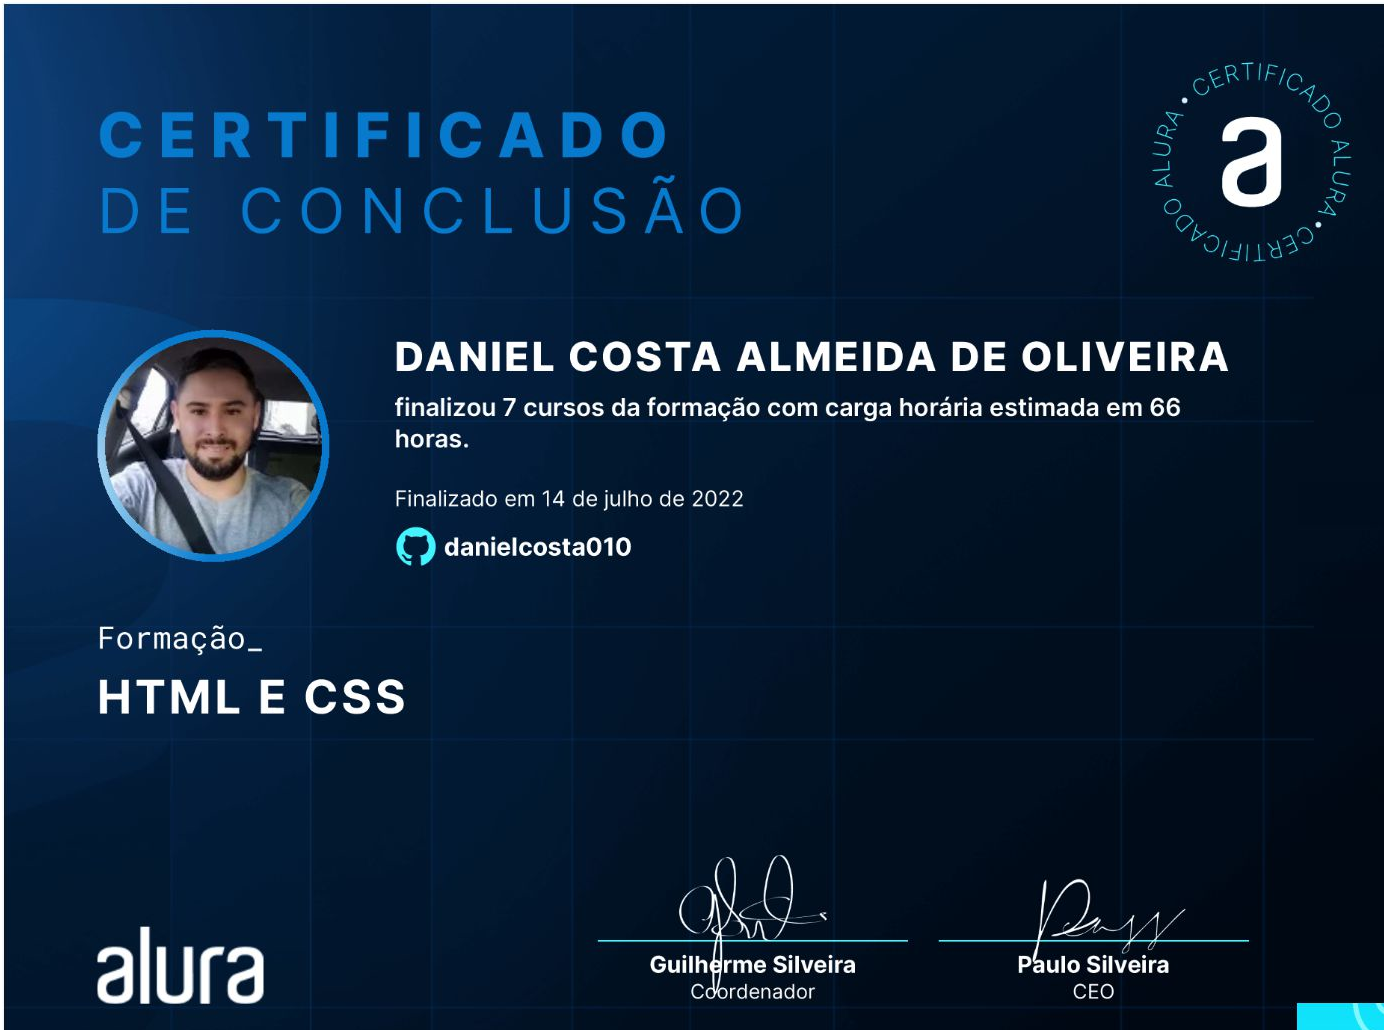 CERTIFICADO
DE CONCLUSÃO
CERTIFICADO ALURA • CERTIFICADO ALURA •
a
DANIEL COSTA ALMEIDA DE OLIVEIRA
finalizou 7 cursos da formação com carga horária estimada em 66
horas.
Finalizado em 14 de julho de 2022
danielcosta010
Formação_
HTML E CSS
alura
Guilherme Silveira
Coordenador
Paulo Silveira
CEO